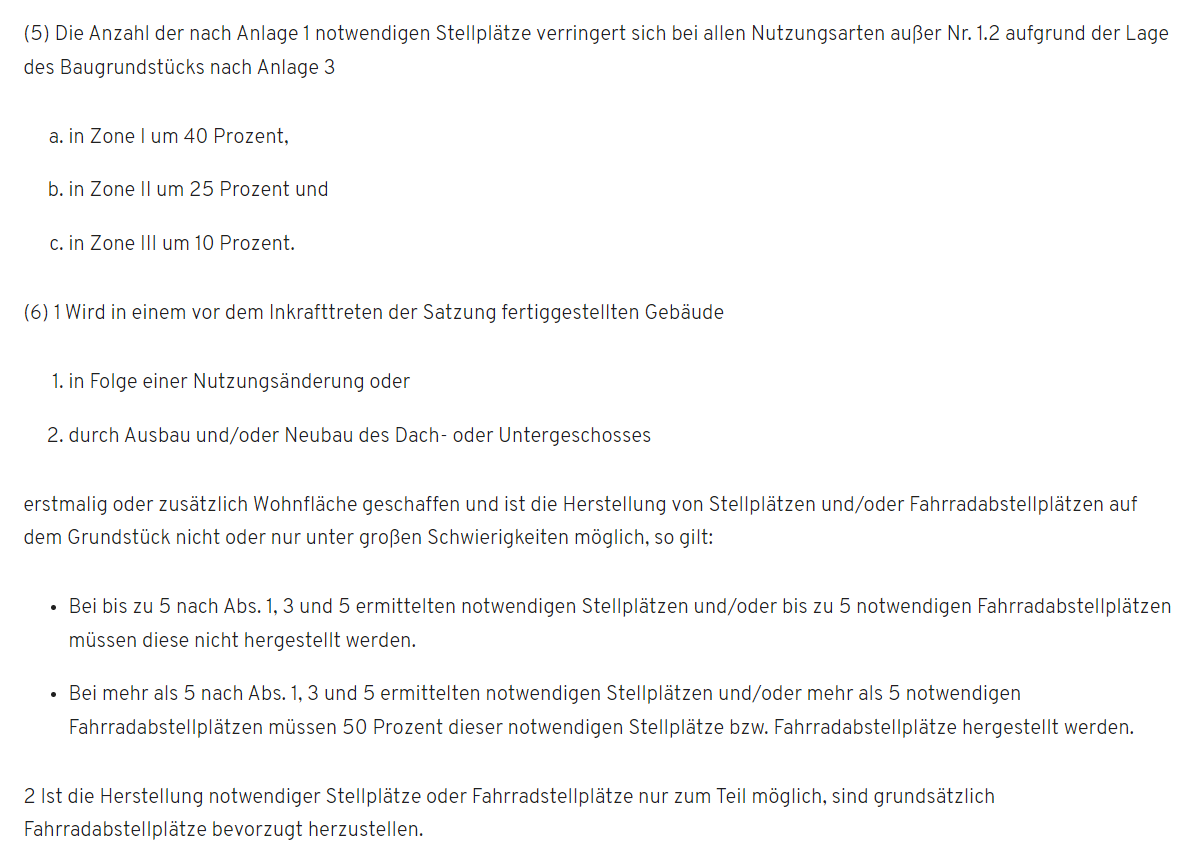 (5) Die Anzahl der nach Anlage 1 notwendigen Stellplätze verringert sich bei allen Nutzungsarten außer Nr. 1.2 aufgrund der Lage
des Baugrundstücks nach Anlage 3
a. in Zone I um 40 Prozent,
b. in Zone II um 25 Prozent und
c. in Zone III um 10 Prozent.
(6) 1 Wird in einem vor dem Inkrafttreten der Satzung fertiggestellten Gebäude
1. in Folge einer Nutzungsänderung oder
2. durch Ausbau und/oder Neubau des Dach- oder Untergeschosses
erstmalig oder zusätzlich Wohnfläche geschaffen und ist die Herstellung von Stellplätzen und/oder Fahrradabstellplätzen auf
dem Grundstück nicht oder nur unter großen Schwierigkeiten möglich, so gilt:
• Bei bis zu 5 nach Abs. 1, 3 und 5 ermittelten notwendigen Stellplätzen und/oder bis zu 5 notwendigen Fahrradabstellplätzen
müssen diese nicht hergestellt werden.
• Bei mehr als 5 nach Abs. 1, 3 und 5 ermittelten notwendigen Stellplätzen und/oder mehr als 5 notwendigen
Fahrradabstellplätzen müssen 50 Prozent dieser notwendigen Stellplätze bzw. Fahrradabstellplätze hergestellt werden.
2 Ist die Herstellung notwendiger Stellplätze oder Fahrradstellplätze nur zum Teil möglich, sind grundsätzlich
Fahrradabstellplätze bevorzugt herzustellen.